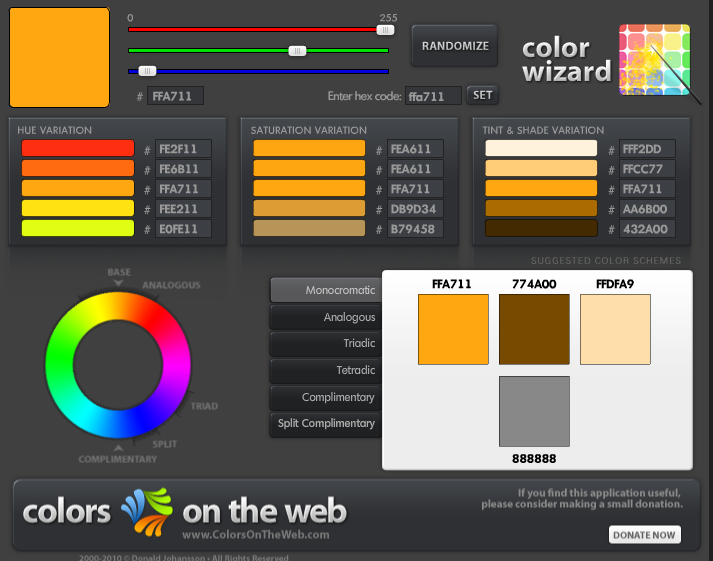 0 255
RANDOMIZE
color
wizard
# FFA711
Enter hex code: ffa711 SET
HUE VARIATION
# FE2F11
# FE6B11
# FFA711
# FEE211
# E0FE11
SATURATION VARIATION
# FEA611
# FEA611
# FFA711
# DB9D34
# B79458
TINT & SHADE VARIATION
# FFF2DD
# FFCC77
# FFA711
# AA6B00
# 432A00
SUGGESTED COLOR SCHEMES
BASE
ANALOGOUS
TRIAD
SPLIT
COMPLIMENTARY
Monocromatic
Analogous
Triadic
Tetradic
Complimentary
Split Complimentary
FFA711 774A00 FFDFA9
888888
colors on the web
www.ColorsOnTheWeb.com
If you find this application useful,
please consider making a small donation.
DONATE NOW
2000-2010 © Donald Johansson • All Rights Reserved